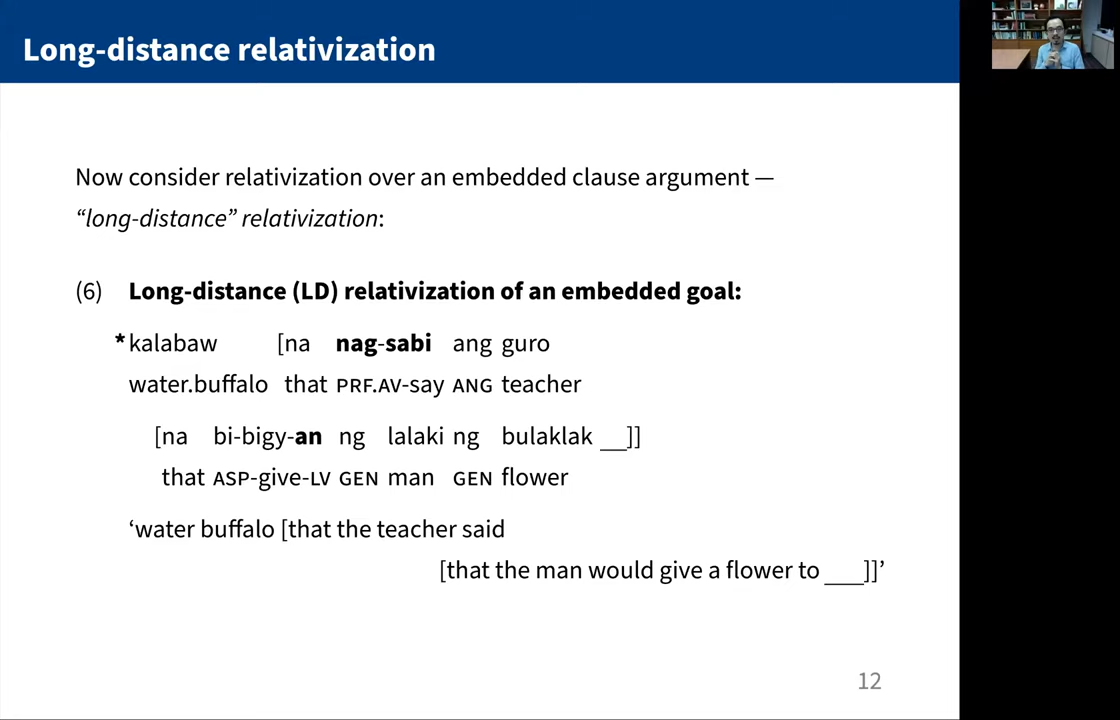 Long-distance relativization
Now consider relativization over an embedded clause argument —
“long-distance” relativization:
(6) Long-distance (LD) relativization of an embedded goal:
*kalabaw [na nag-sabi ang guro
water.buffalo that PRF.AV-say ANG teacher
[na bi-bigy-an ng lalaki ng bulaklak __]]
that ASP-give-LV GEN man GEN flower
‘water buffalo [that the teacher said
[that the man would give a flower to ___]]’
12